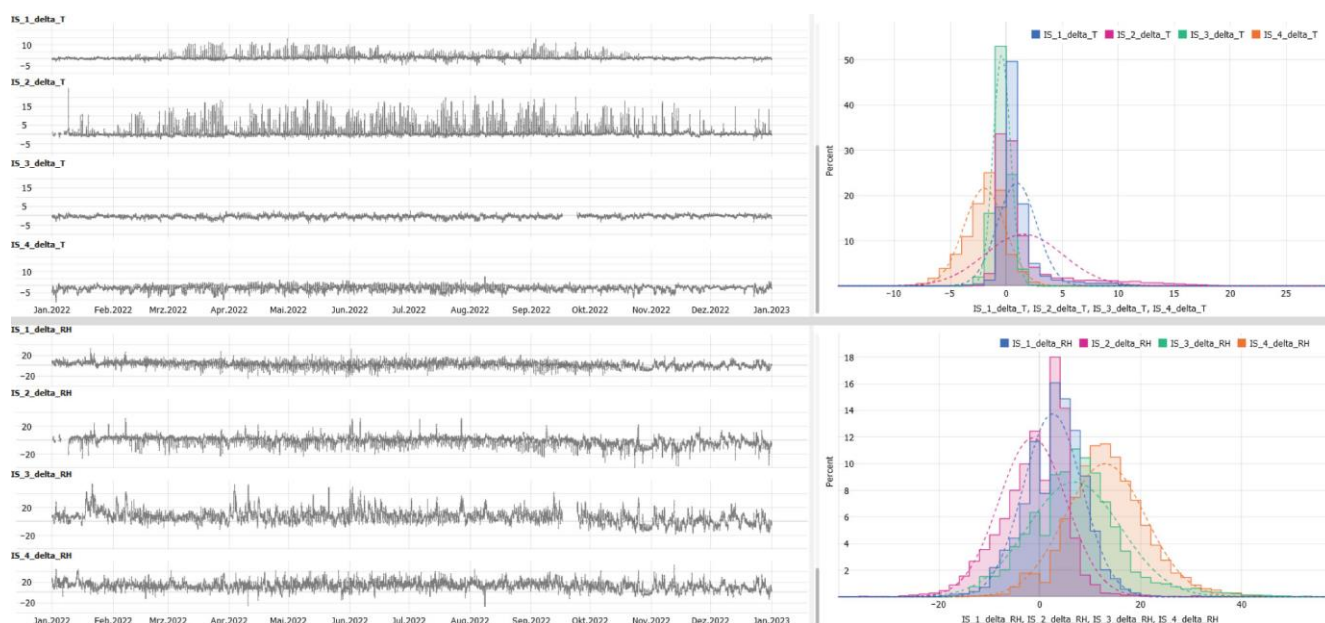 IS_1_delta_T
10
−5
IS_2_delta_T
15
5
−5
IS_3_delta_T
15
5
−5
IS_4_delta_T
10
−5
Jan.2022 Feb.2022 Mrz.2022 Apr.2022 Mai.2022 Jun.2022 Jul.2022 Aug.2022 Sep.2022 Okt.2022 Nov.2022 Dez.2022 Jan.2023
IS_1_delta_T IS_2_delta_T IS_3_delta_T IS_4_delta_T
Percent
50
40
30
20
10
−10 −5 0 5 10 15 20 25
IS_1_delta_T, IS_2_delta_T, IS_3_delta_T, IS_4_delta_T
IS_1_delta_RH
20
−20
IS_2_delta_RH
20
−20
IS_3_delta_RH
20
−20
IS_4_delta_RH
20
−20
Jan.2022 Feb.2022 Mrz.2022 Apr.2022 Mai.2022 Jun.2022 Jul.2022 Aug.2022 Sep.2022 Okt.2022 Nov.2022 Dez.2022 Jan.2023
IS_1_delta_RH IS_2_delta_RH IS_3_delta_RH IS_4_delta_RH
Percent
18
16
14
12
10
8
6
4
2
−20 0 20 40
IS_1_delta_RH, IS_2_delta_RH, IS_3_delta_RH, IS_4_delta_RH